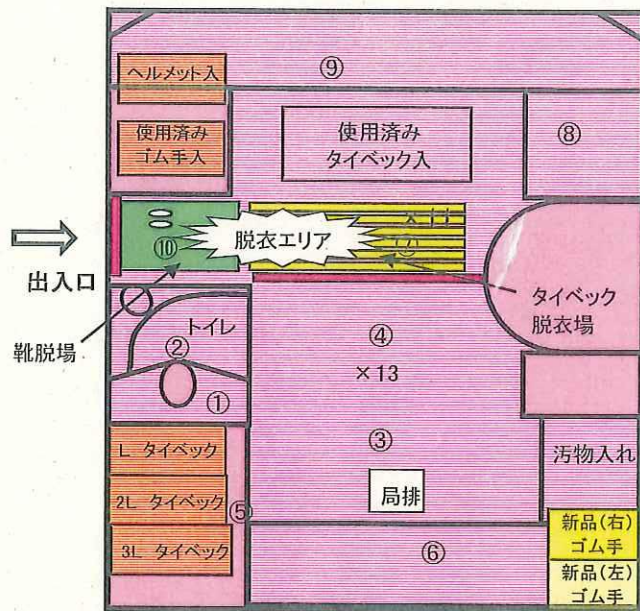 ⑨
ヘルメット入
使用済み
ゴム手入
使用済み
タイベック入
⑧
⑩
脱衣エリア
出入口
靴脱場
トイレ
②
①
④
×13
タイベック
脱衣場
③
局排
L タイベック
2L タイベック
3L タイベック
⑤
⑥
汚物入れ
新品(右)
ゴム手
新品(左)
ゴム手